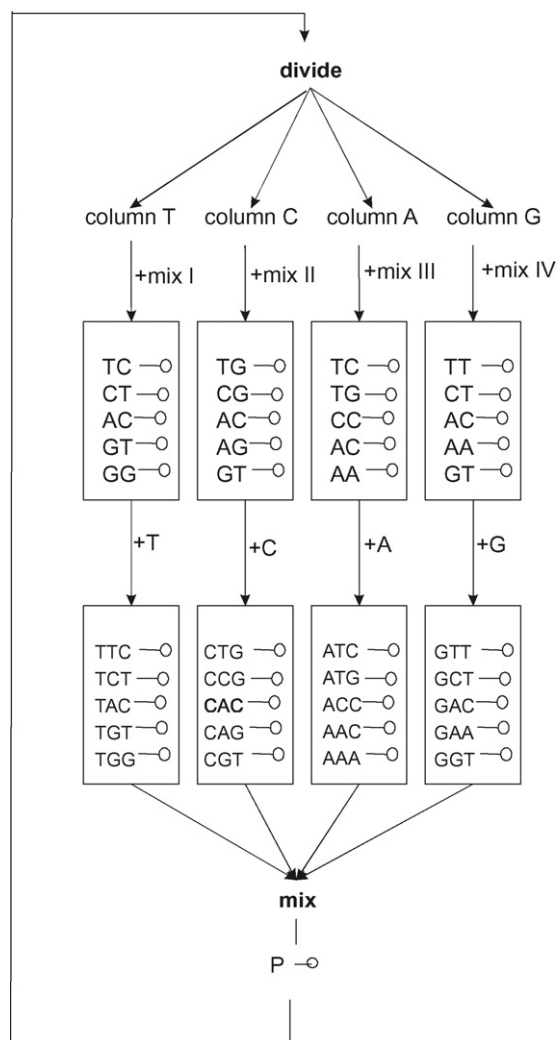 divide
column T column C column A column G
+mix I +mix II +mix III +mix IV
TC TG TC TT
CT CG TG CT
AC AC CC AC
GT AG AC AA
GG GT AA GT
+T +C +A +G
TTC CTG ATC GTT
TCT CCG ATG GCT
TAC CAC ACC GAC
TGT CAG AAC GAA
TGG CGT AAA GGT
mix
P